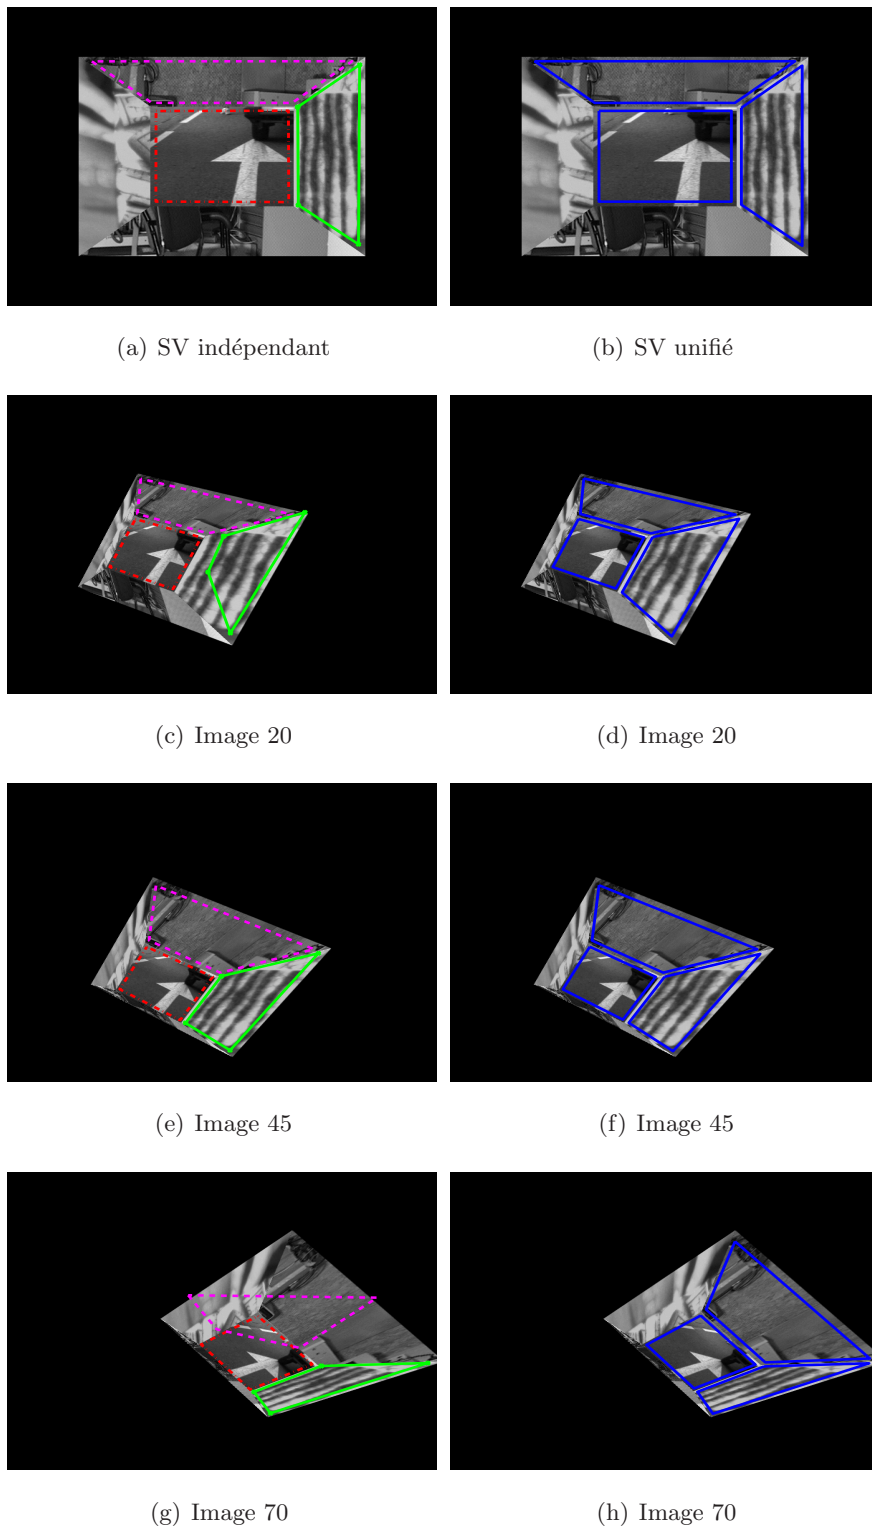 (a) SV indépendant
(b) SV unifié
(c) Image 20
(d) Image 20
(e) Image 45
(f) Image 45
(g) Image 70
(h) Image 70